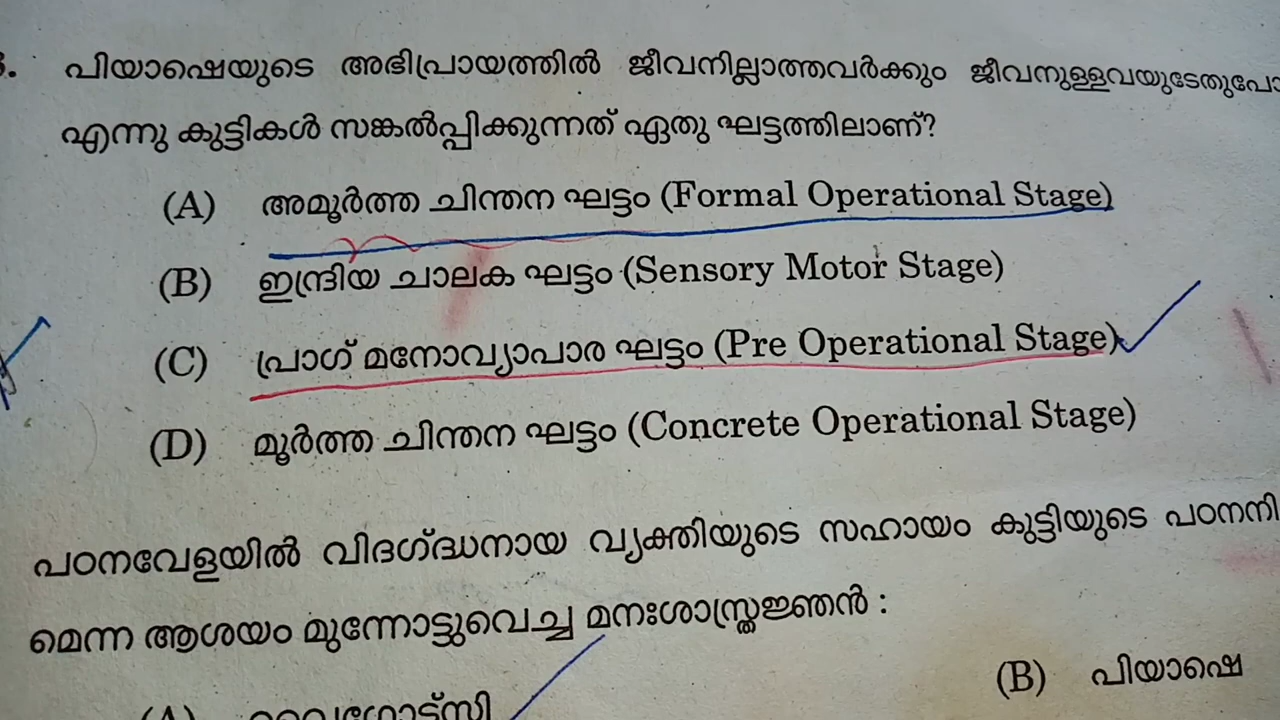 പിയാഷെയുടെ അഭിപ്രായത്തിൽ ജീവനില്ലാത്തവർക്കും ജീവനുള്ളവയുടേതുപോ
എന്നു കുട്ടികൾ സങ്കൽപ്പിക്കുന്നത് ഏതു ഘട്ടത്തിലാണ്?
(A) അമൂർത്ത ചിന്തന ഘട്ടം (Formal Operational Stage)
(B) ഇന്ദ്രിയ ചാലക ഘട്ടം (Sensory Motor Stage)
(C) പ്രാഗ് മനോവ്യാപാര ഘട്ടം (Pre Operational Stage)
(D) മൂർത്ത ചിന്തന ഘട്ടം (Concrete Operational Stage)
പഠനവേളയിൽ വിദഗ്ദ്ധനായ വ്യക്തിയുടെ സഹായം കുട്ടിയുടെ പഠനനി
മെന്ന ആശയം മുന്നോട്ടുവെച്ച മനഃശാസ്ത്രജ്ഞൻ :
(B) പിയാഷെ
(A) വൈഗോട്സ്കി